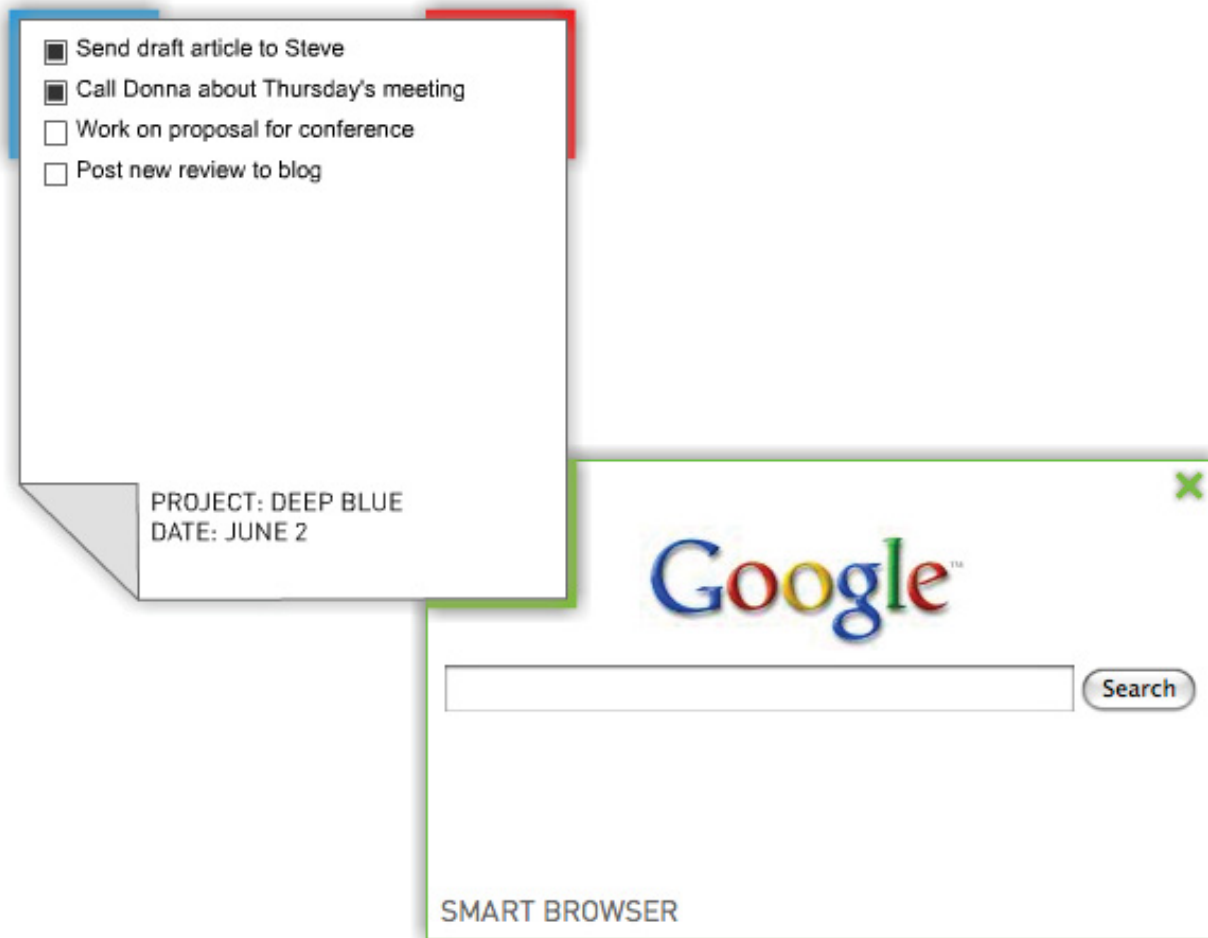 Send draft article to Steve
Call Donna about Thursday's meeting
Work on proposal for conference
Post new review to blog
PROJECT: DEEP BLUE
DATE: JUNE 2
Google™
Search
SMART BROWSER